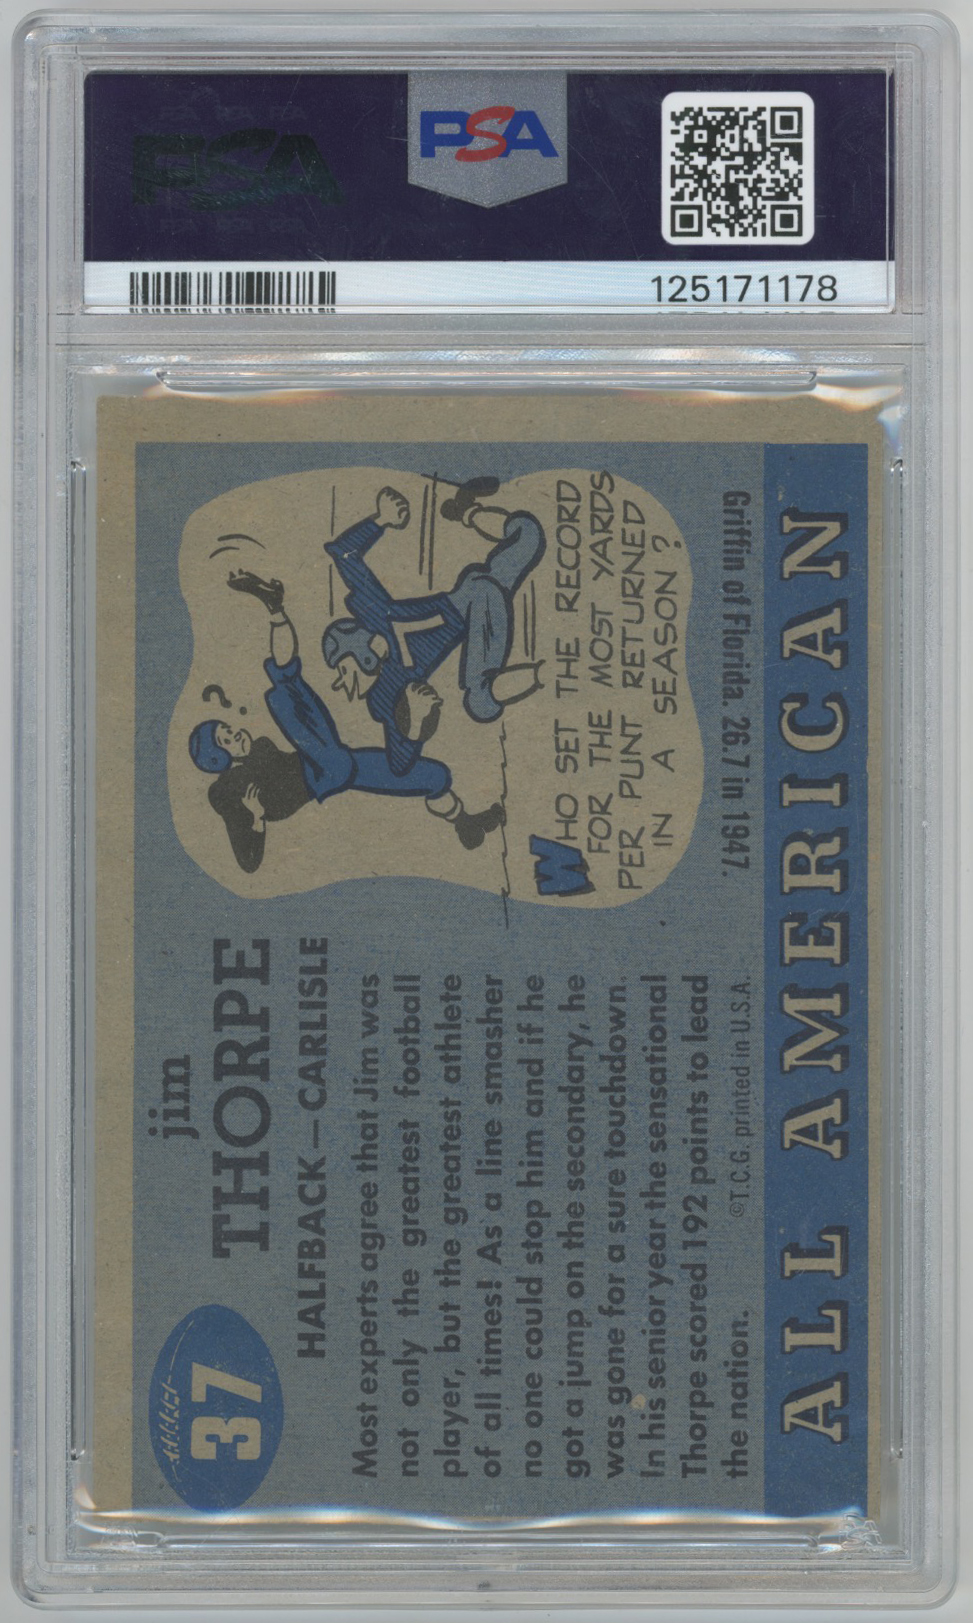 PSA
PSA
125171178
37
jim
THORPE
HALFBACK—CARLISLE
Most experts agree that Jim was
not only the greatest football
player, but the greatest athlete
of all times! As a line smasher
no one could stop him and if he
got a jump on the secondary, he
was gone for a sure touchdown.
In his senior year the sensational
Thorpe scored 192 points to lead
the nation.
©T.C.G. printed in U.S.A.
?
WHO SET THE RECORD
FOR THE MOST YARDS
PER PUNT RETURNED
IN A SEASON?
Griffin of Florida. 26.7 in 1947.
ALL AMERICAN